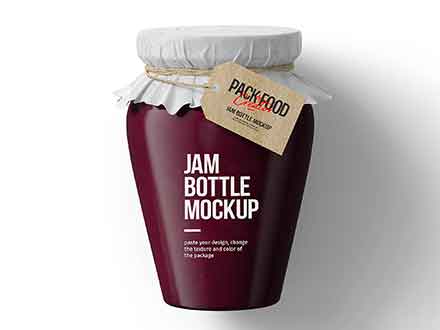 PACK FOOD
JAM BOTTLE MOCKUP
JAM
BOTTLE
MOCKUP
paste your design, change
the texture and color of
the package